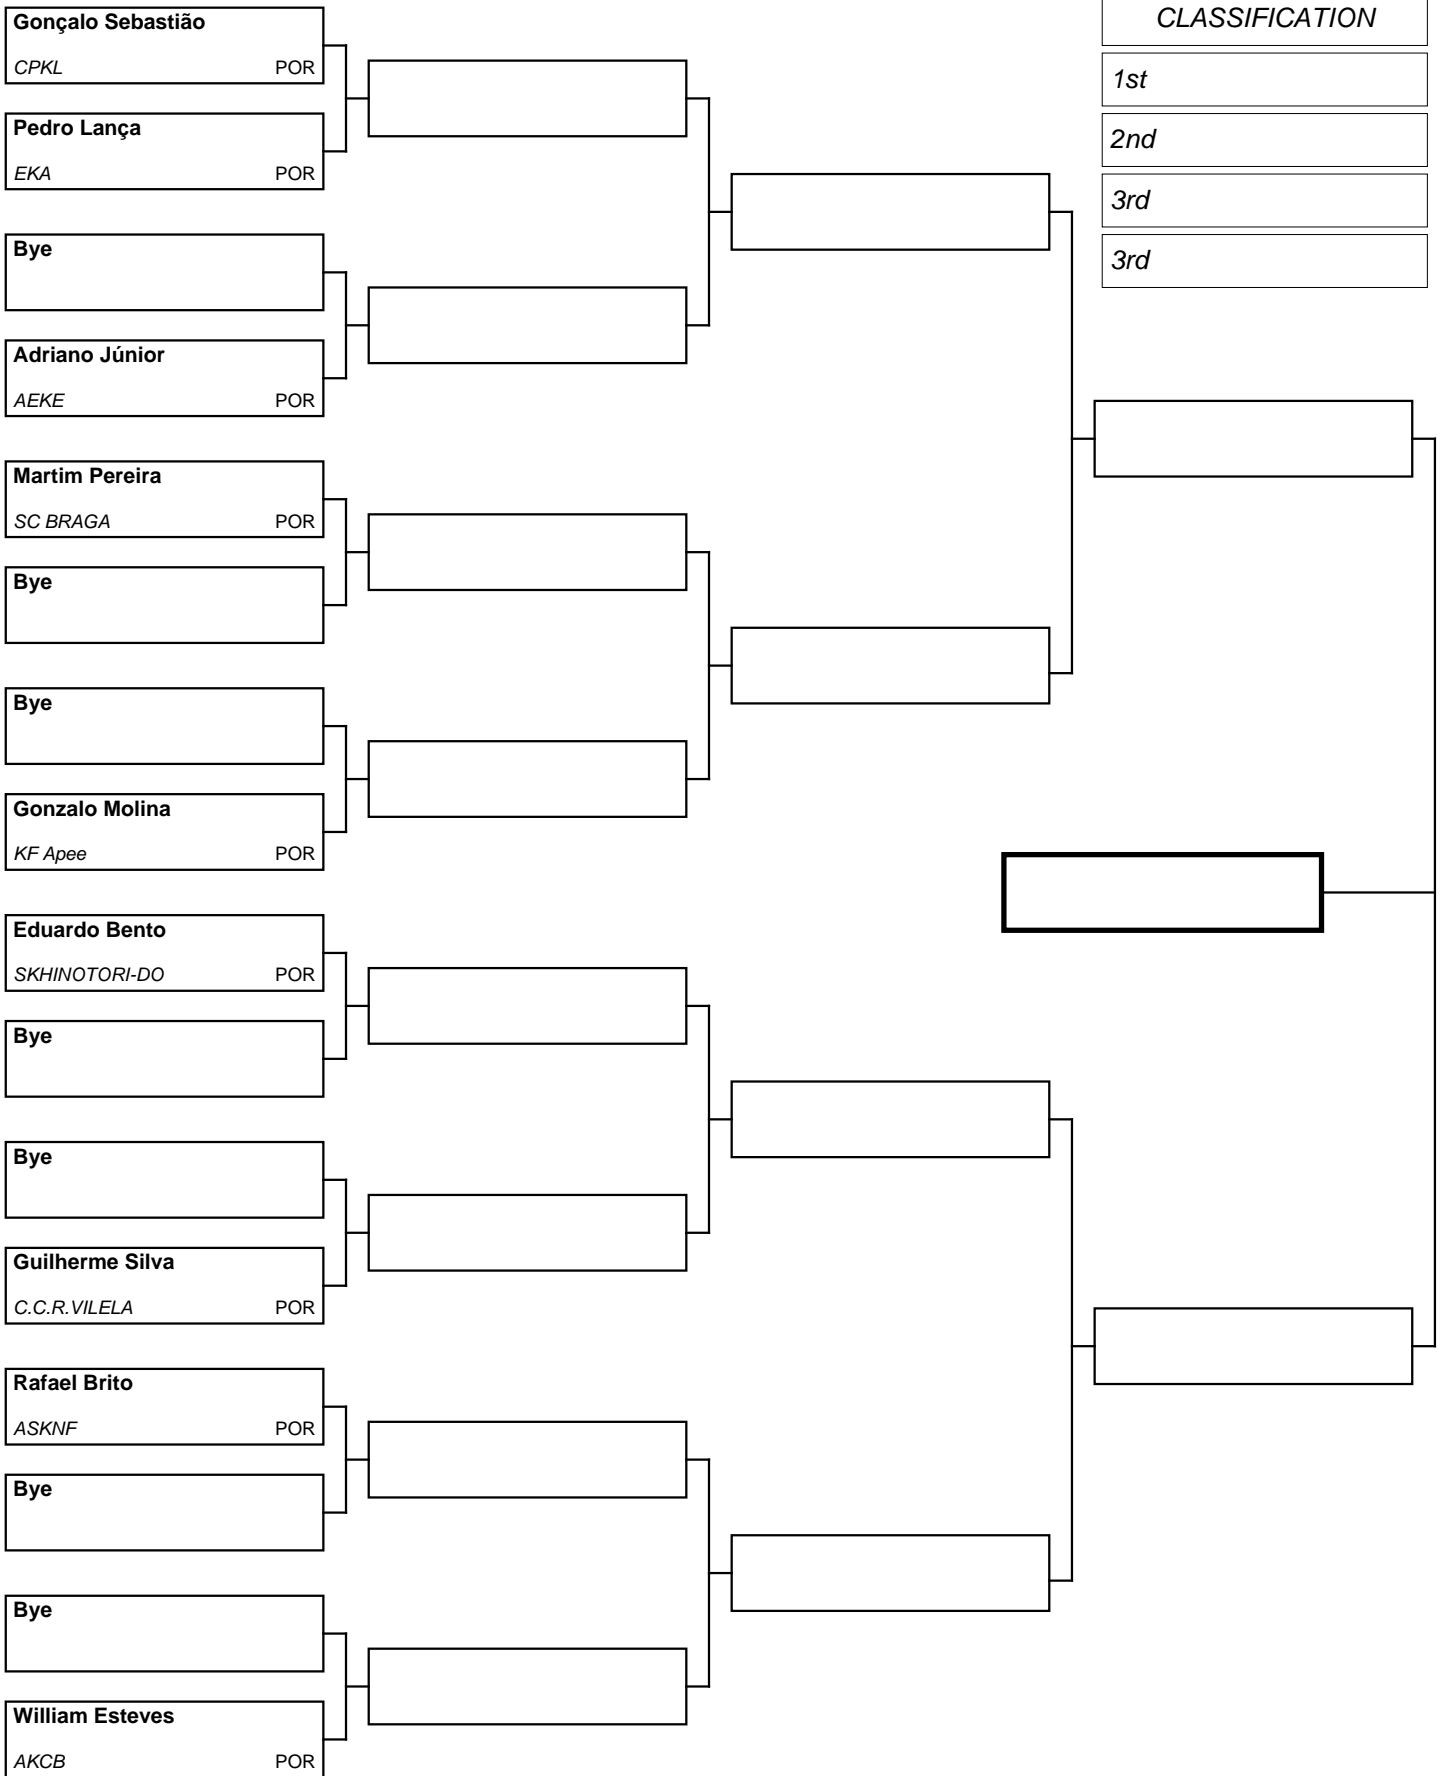 Gonçalo Sebastião
CPKL POR
Pedro Lança
EKA POR
Bye
Adriano Júnior
AEKE POR
Martim Pereira
SC BRAGA POR
Bye
Bye
Gonzalo Molina
KF Apee POR
Eduardo Bento
SKHINOTORI-DO POR
Bye
Bye
Guilherme Silva
C.C.R.VILELA POR
Rafael Brito
ASKNF POR
Bye
Bye
William Esteves
AKCB POR
CLASSIFICATION
1st
2nd
3rd
3rd